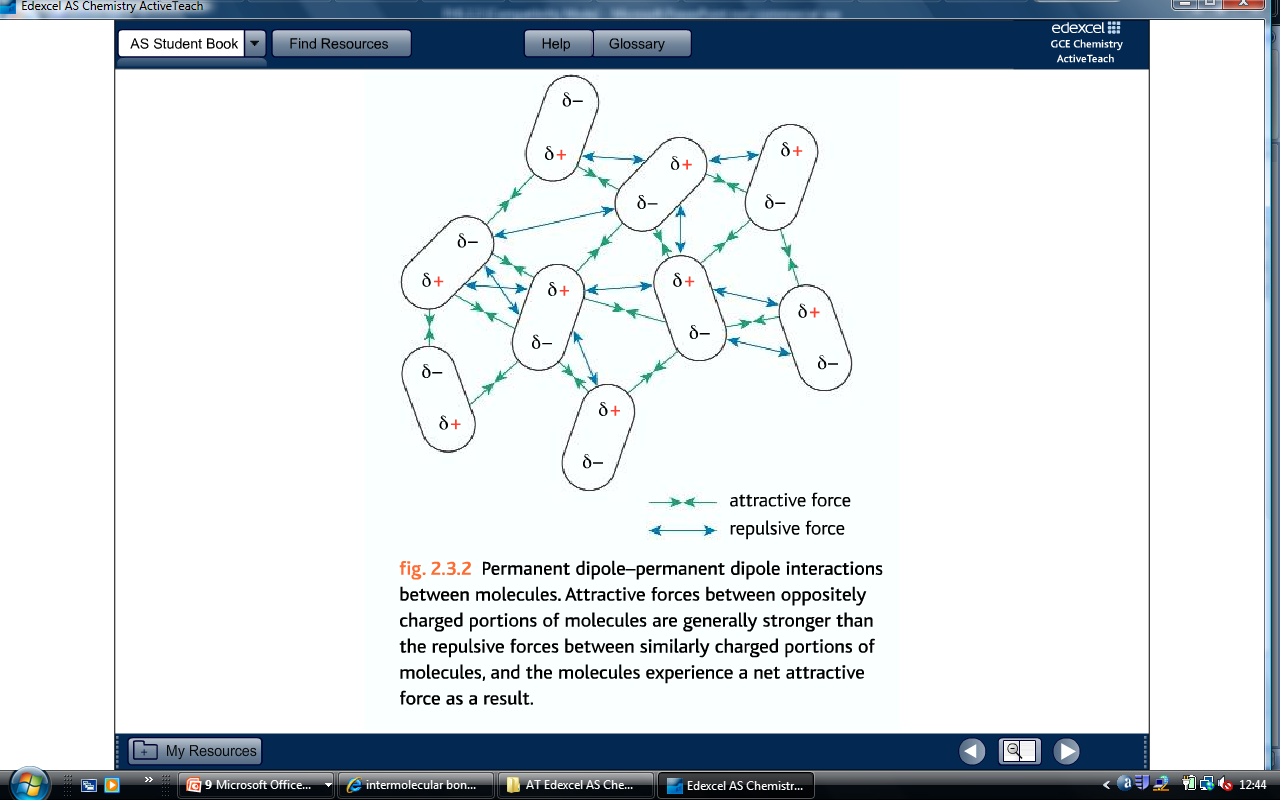 Edexcel AS Chemistry ActiveTeach
AS Student Book
Find Resources
Help
Glossary
edexcel
GCE Chemistry
ActiveTeach
δ–
δ+
δ+
δ–
δ+
δ–
δ–
δ+
δ+
δ–
δ+
δ–
δ+
δ–
δ–
δ+
δ+
δ–
attractive force
repulsive force
fig. 2.3.2 Permanent dipole–permanent dipole interactions
between molecules. Attractive forces between oppositely
charged portions of molecules are generally stronger than
the repulsive forces between similarly charged portions of
molecules, and the molecules experience a net attractive
force as a result.
My Resources
9 Microsoft Office...
intermolecular bon...
AT Edexcel AS Che...
Edexcel AS Chemistr...
12:44